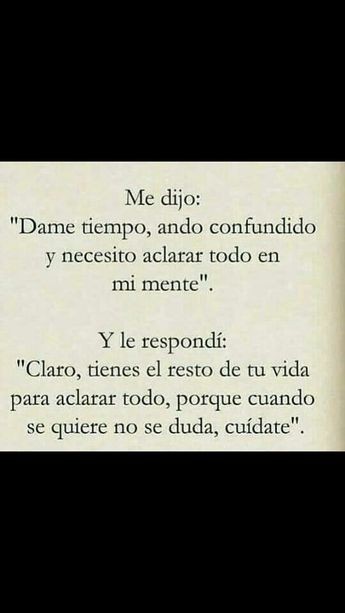 Me dijo:
"Dame tiempo, ando confundido
y necesito aclarar todo en
mi mente".
Y le respondí:
"Claro, tienes el resto de tu vida
para aclarar todo, porque cuando
se quiere no se duda, cuídate".